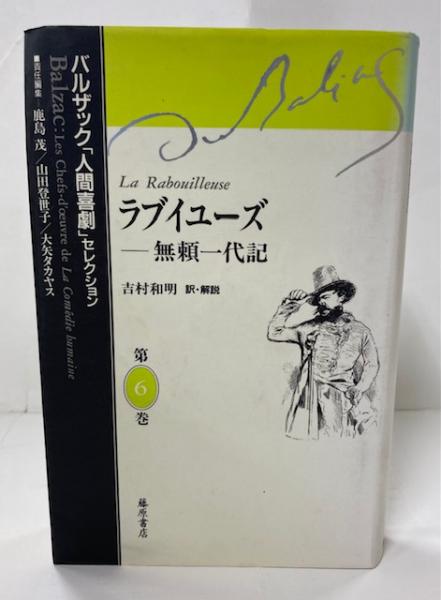 de Balzac
La Rabouilleuse
ラブイユーズ
―無頼一代記
吉村和明 訳・解説
第
6
巻
藤原書店
バルザック「人間喜劇」セレクション
Balzac: Les Chefs-d'œuvre de La Comédie humaine
■責任編集―鹿島 茂/山田登世子/大矢タカヤス